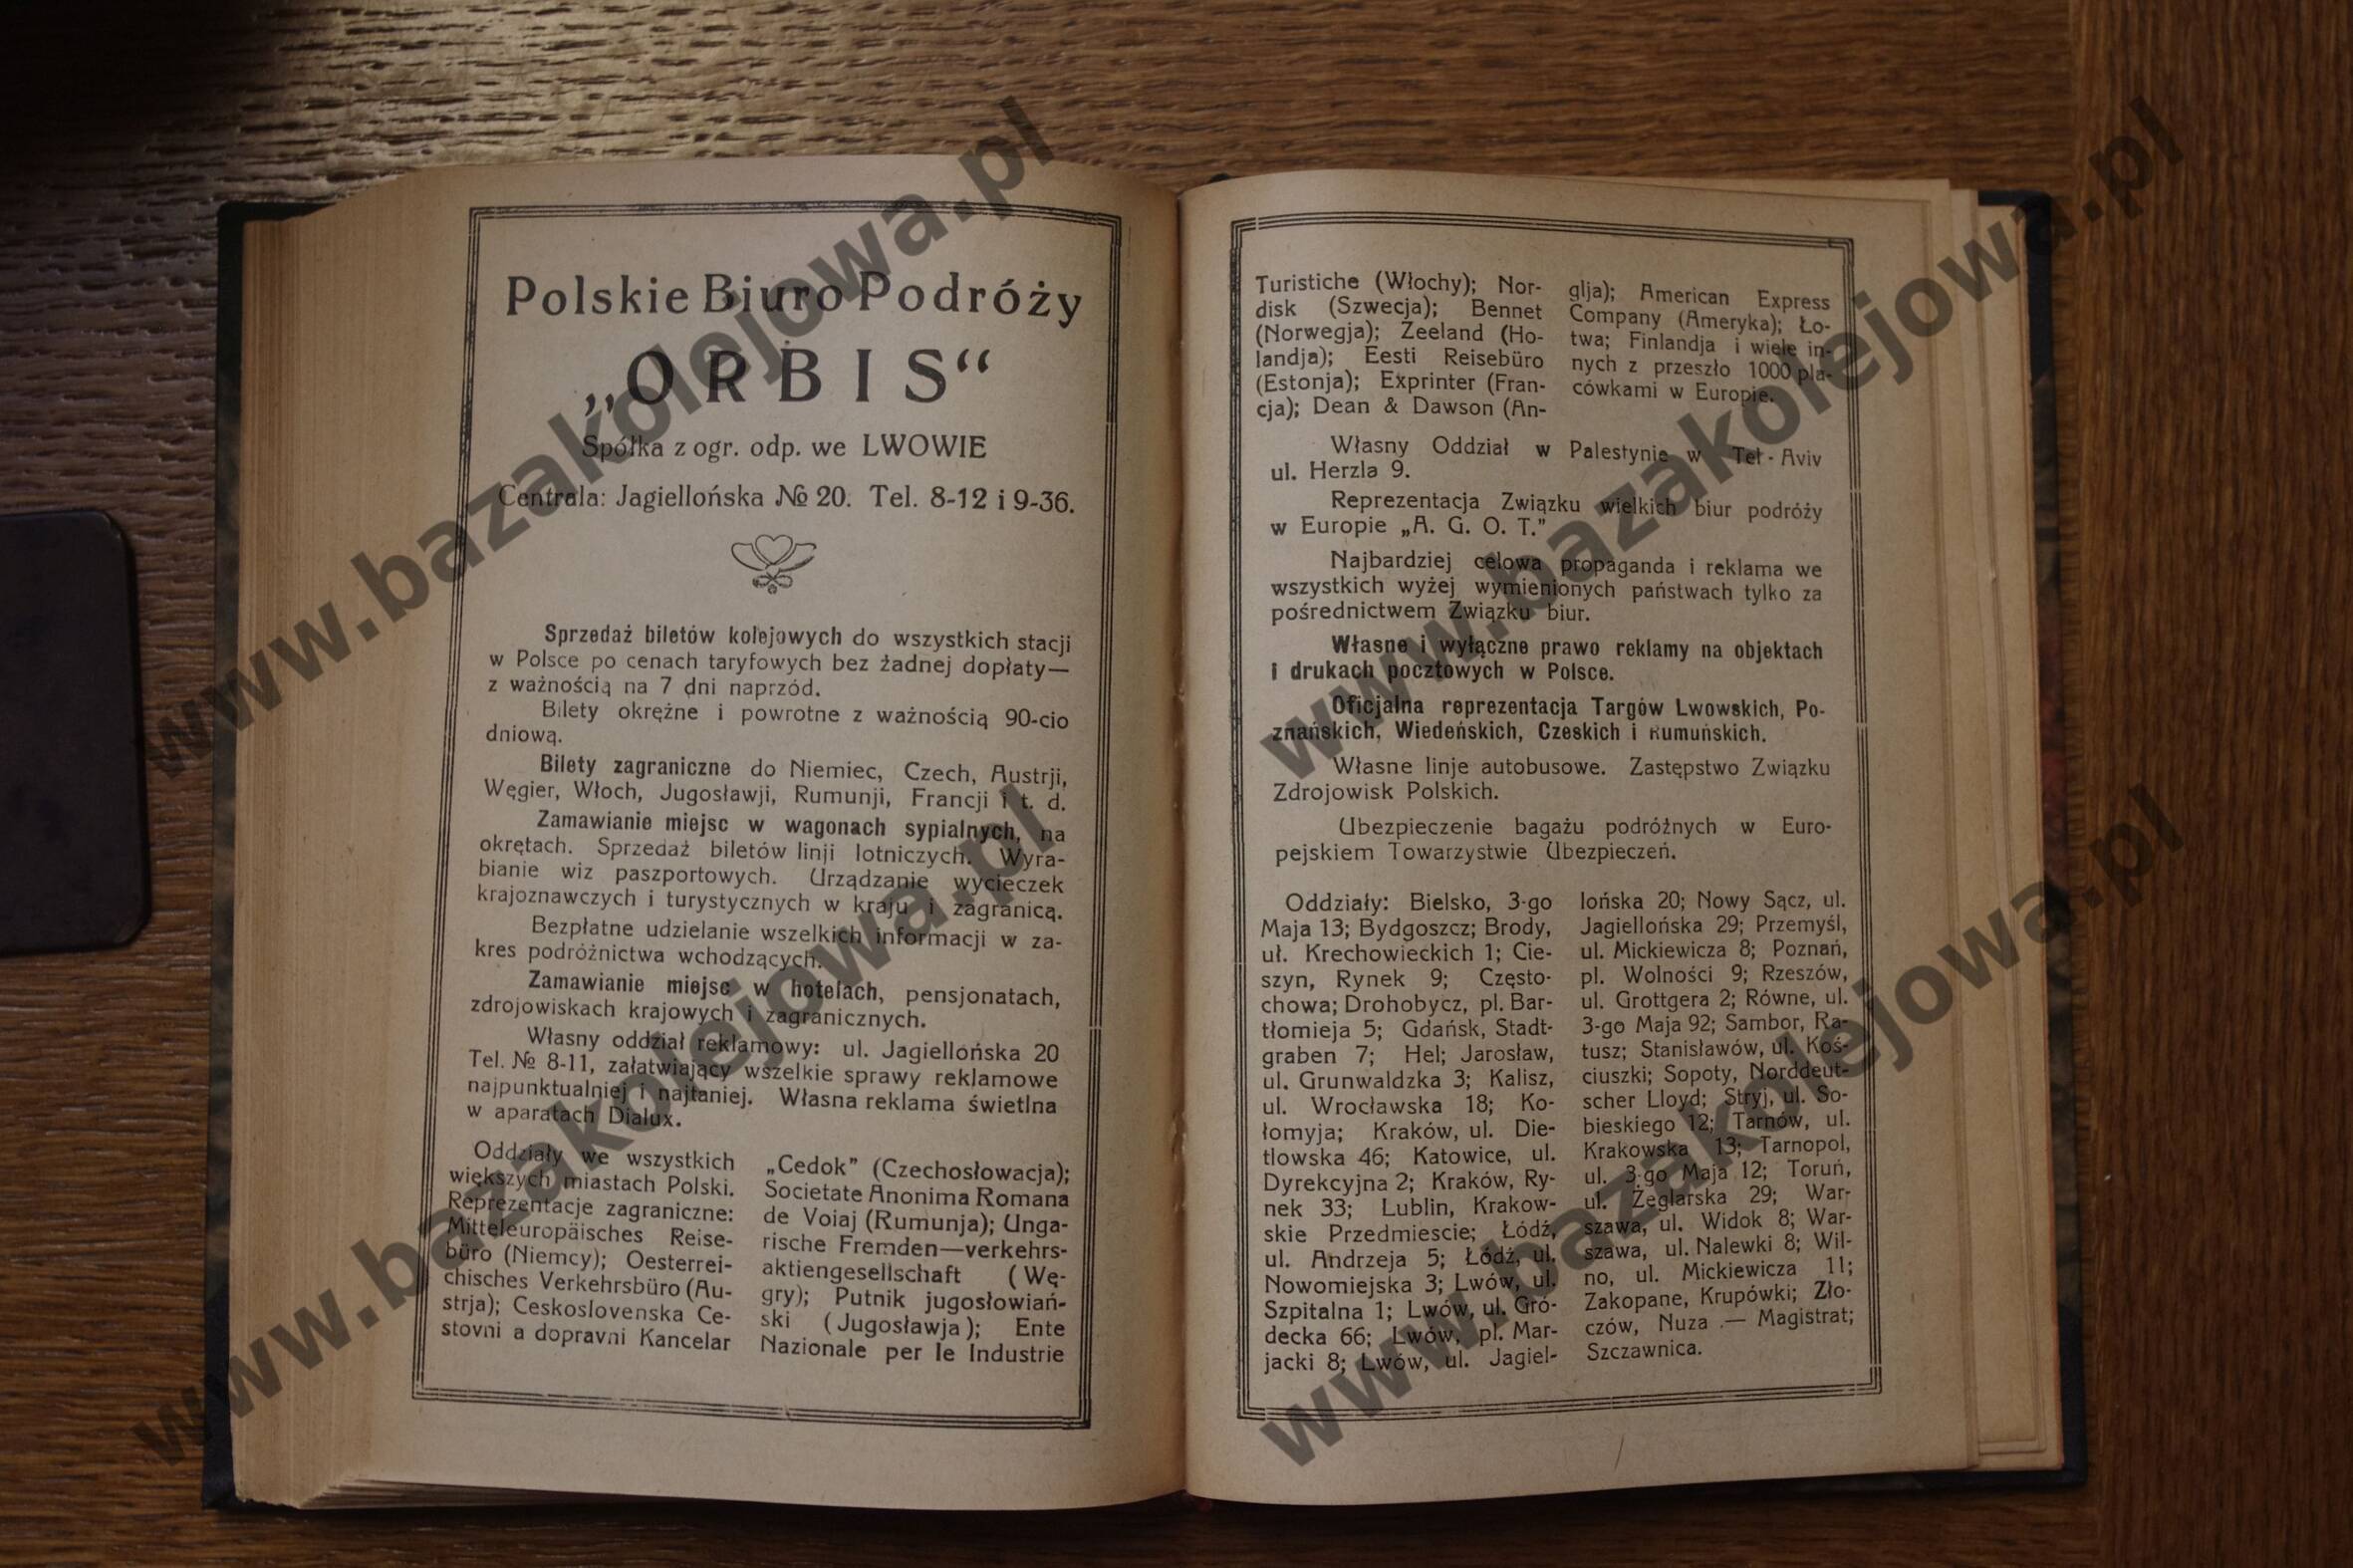 Polskie Biuro Podróży
„ORBIS“
Spółka z ogr. odp. we LWOWIE
Centrala: Jagiellońska № 20. Tel. 8-12 i 9-36.
Sprzedaż biletów kolejowych do wszystkich stacji
w Polsce po cenach taryfowych bez żadnej dopłaty—
z ważnością na 7 dni naprzód.
Bilety okrężne i powrotne z ważnością 90-cio
dniową.
Bilety zagraniczne do Niemiec, Czech, Austrji,
Węgier, Włoch, Jugosławji, Rumunji, Francji i t. d.
Zamawianie miejsc w wagonach sypialnych, na
okrętach. Sprzedaż biletów linji lotniczych. Wyra-
bianie wiz paszportowych. Urządzanie wycieczek
krajoznawczych i turystycznych w kraju i zagranicą.
Bezpłatne udzielanie wszelkich informacji w za-
kres podróżnictwa wchodzących.
Zamawianie miejsc w hotelach, pensjonatach,
zdrojowiskach krajowych i zagranicznych.
Własny oddział reklamowy: ul. Jagiellońska 20
Tel. № 8-11, załatwiający wszelkie sprawy reklamowe
najpunktualniej i najtaniej. Własna reklama świetlna
w aparatach Dialux.
Oddziały we wszystkich
większych miastach Polski.
Reprezentacje zagraniczne:
Mitteleuropäisches Reise-
büro (Niemcy); Oesterrei-
chisches Verkehrsbüro (Au-
strja); Ceskoslovenska Ce-
stovni a dopravni Kancelar
„Cedok” (Czechosłowacja);
Societate Anonima Romana
de Voiaj (Rumunja); Unga-
rische Fremden—verkehrs-
aktiengesellschaft (Wę-
gry); Putnik jugosłowiań-
ski (Jugosławja); Ente
Nazionale per le Industrie
Turistiche (Włochy); Nor-
disk (Szwecja); Bennet
(Norwegja); Zeeland (Ho-
landja); Eesti Reisebüro
(Estonja); Exprinter (Fran-
cja); Dean & Dawson (An-
glja); American Express
Company (Ameryka); Ło-
twa; Finlandja i wiele in-
nych z przeszło 1000 pla-
cówkami w Europie.
Własny Oddział w Palestynie w Tel-Aviv
ul. Herzla 9.
Reprezentacja Związku wielkich biur podróży
w Europie „A. G. O. T.”
Najbardziej celowa propaganda i reklama we
wszystkich wyżej wymienionych państwach tylko za
pośrednictwem Związku biur.
Własne i wyłączne prawo reklamy na objektach
i drukach pocztowych w Polsce.
Oficjalna reprezentacja Targów Lwowskich, Po-
znańskich, Wiedeńskich, Czeskich i Rumuńskich.
Własne linje autobusowe. Zastępstwo Związku
Zdrojowisk Polskich.
Ubezpieczenie bagażu podróżnych w Euro-
pejskiem Towarzystwie Ubezpieczeń.
Oddziały: Bielsko, 3-go
Maja 13; Bydgoszcz; Brody,
uł. Krechowieckich 1; Cie-
szyn, Rynek 9; Często-
chowa; Drohobycz, pl. Bar-
tłomieja 5; Gdańsk, Stadt-
graben 7; Hel; Jarosław,
ul. Grunwaldzka 3; Kalisz,
ul. Wrocławska 18; Ko-
łomyja; Kraków, ul. Die-
tlowska 46; Katowice, ul.
Dyrekcyjna 2; Kraków, Ry-
nek 33; Lublin, Krakow-
skie Przedmiescie; Łódź,
ul. Andrzeja 5; Łódź, ul.
Nowomiejska 3; Lwów, ul.
Szpitalna 1; Lwów, ul. Gró-
decka 66; Lwów, pl. Mar-
jacki 8; Lwów, ul. Jagiel-
lońska 20; Nowy Sącz, ul.
Jagiellońska 29; Przemyśl,
ul. Mickiewicza 8; Poznań,
pl. Wolności 9; Rzeszów,
ul. Grottgera 2; Równe, ul.
3-go Maja 92; Sambor, Ra-
tusz; Stanisławów, ul. Koś-
ciuszki; Sopoty, Norddeut-
scher Lloyd; Stryj, ul. So-
bieskiego 12; Tarnów, ul.
Krakowska 13; Tarnopol,
ul. 3-go Maja 12; Toruń,
ul. Żeglarska 29; War-
szawa, ul. Widok 8; War-
szawa, ul. Nalewki 8; Wil-
no, ul. Mickiewicza 11;
Zakopane, Krupówki; Zło-
czów, Nuza — Magistrat;
Szczawnica.
www.bazakolejowa.pl
www.bazakolejowa.pl
www.bazakolejowa.pl
www.bazakolejowa.pl